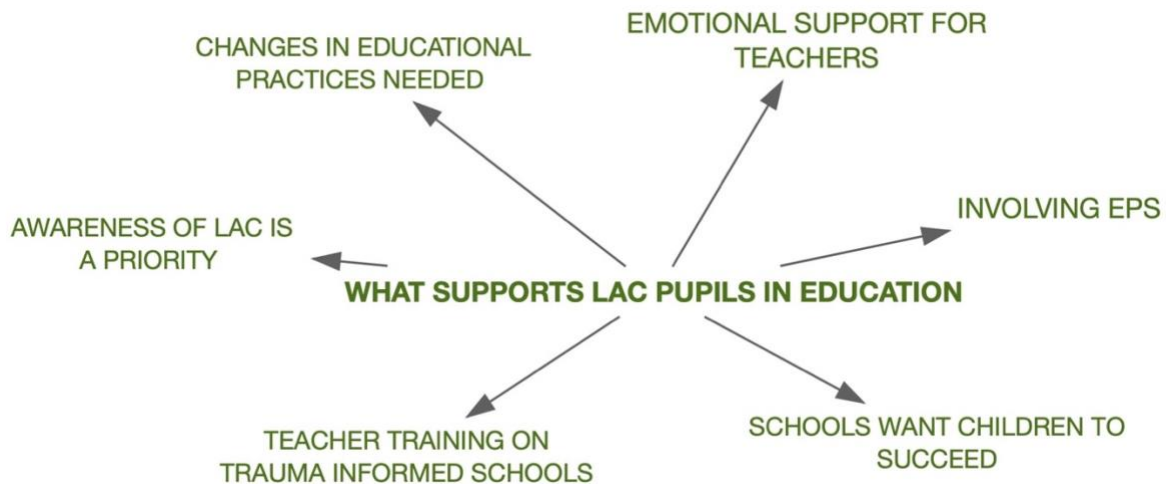 CHANGES IN EDUCATIONAL
PRACTICES NEEDED
EMOTIONAL SUPPORT FOR
TEACHERS
AWARENESS OF LAC IS
A PRIORITY
INVOLVING EPS
WHAT SUPPORTS LAC PUPILS IN EDUCATION
TEACHER TRAINING ON
TRAUMA INFORMED SCHOOLS
SCHOOLS WANT CHILDREN TO
SUCCEED